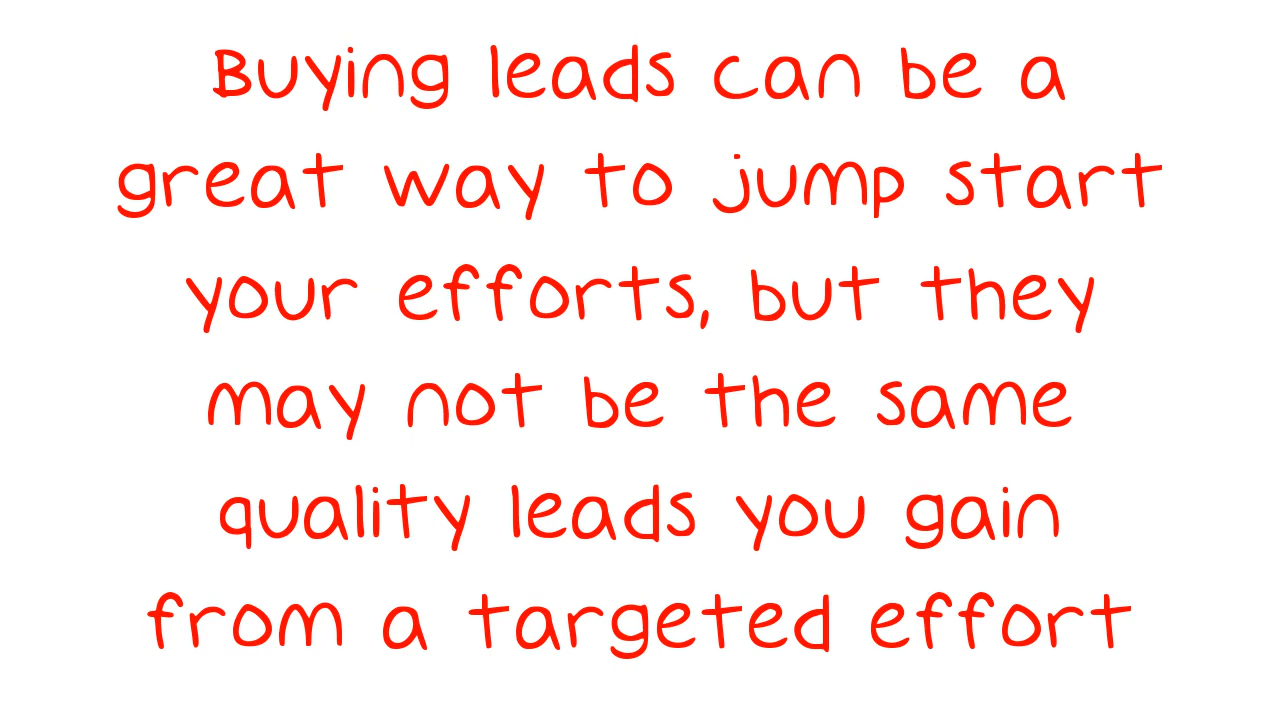 Buying leads can be a
great way to jump start
your efforts, but they
may not be the same
quality leads you gain
from a targeted effort